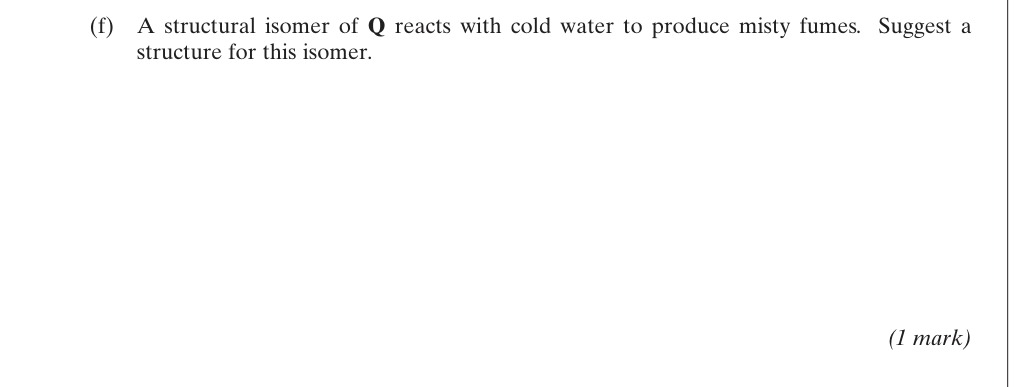 (f) A structural isomer of Q reacts with cold water to produce misty fumes. Suggest a
structure for this isomer.
(1 mark)